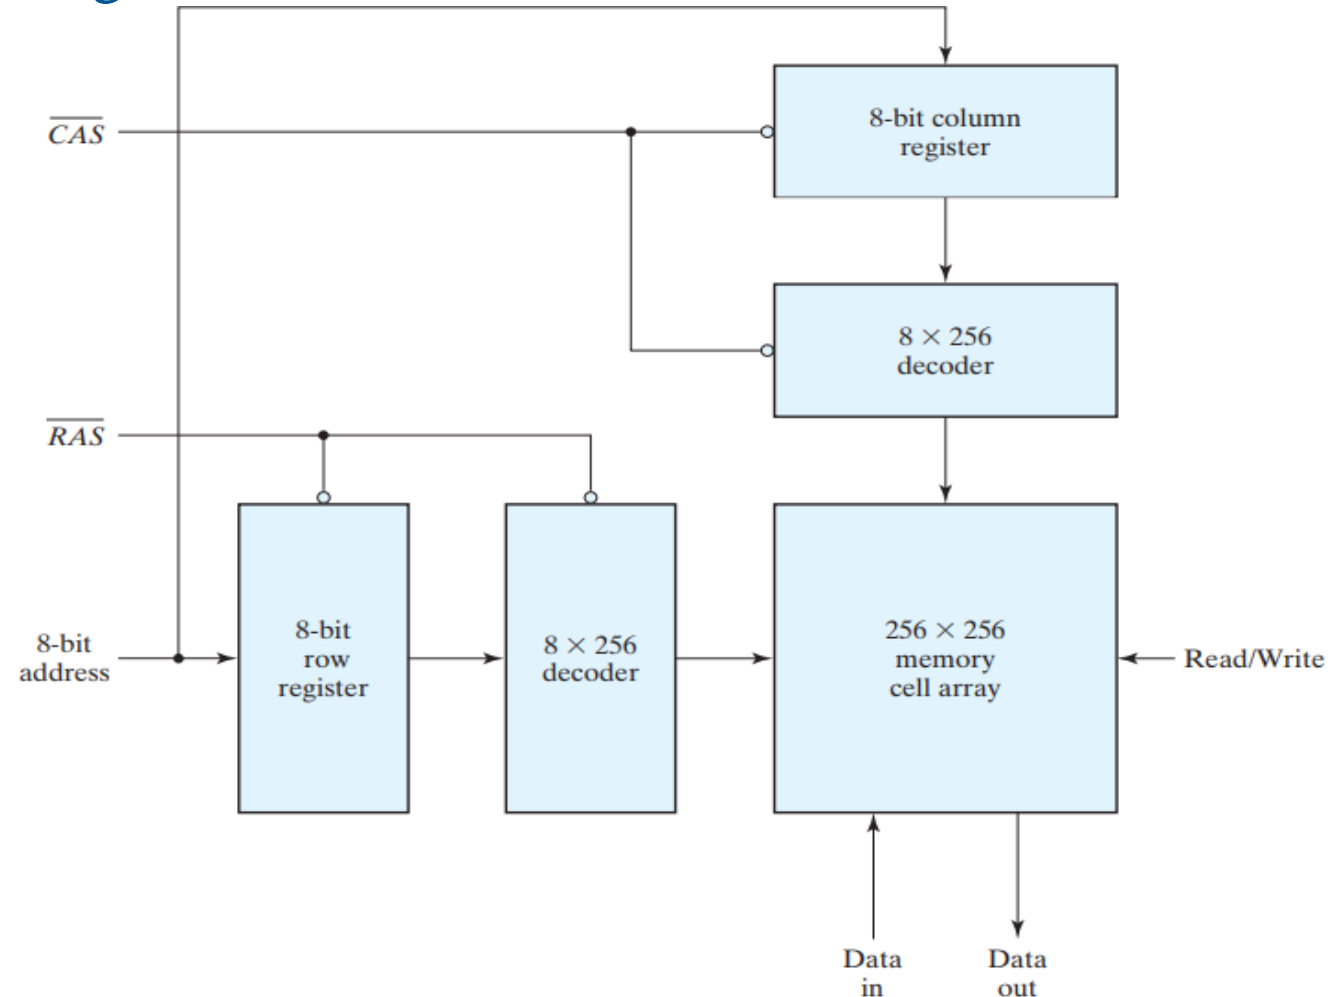 CAS
8-bit column
register
8 × 256
decoder
RAS
8-bit
address
8-bit
row
register
8 × 256
decoder
256 × 256
memory
cell array
Read/Write
Data
in
Data
out